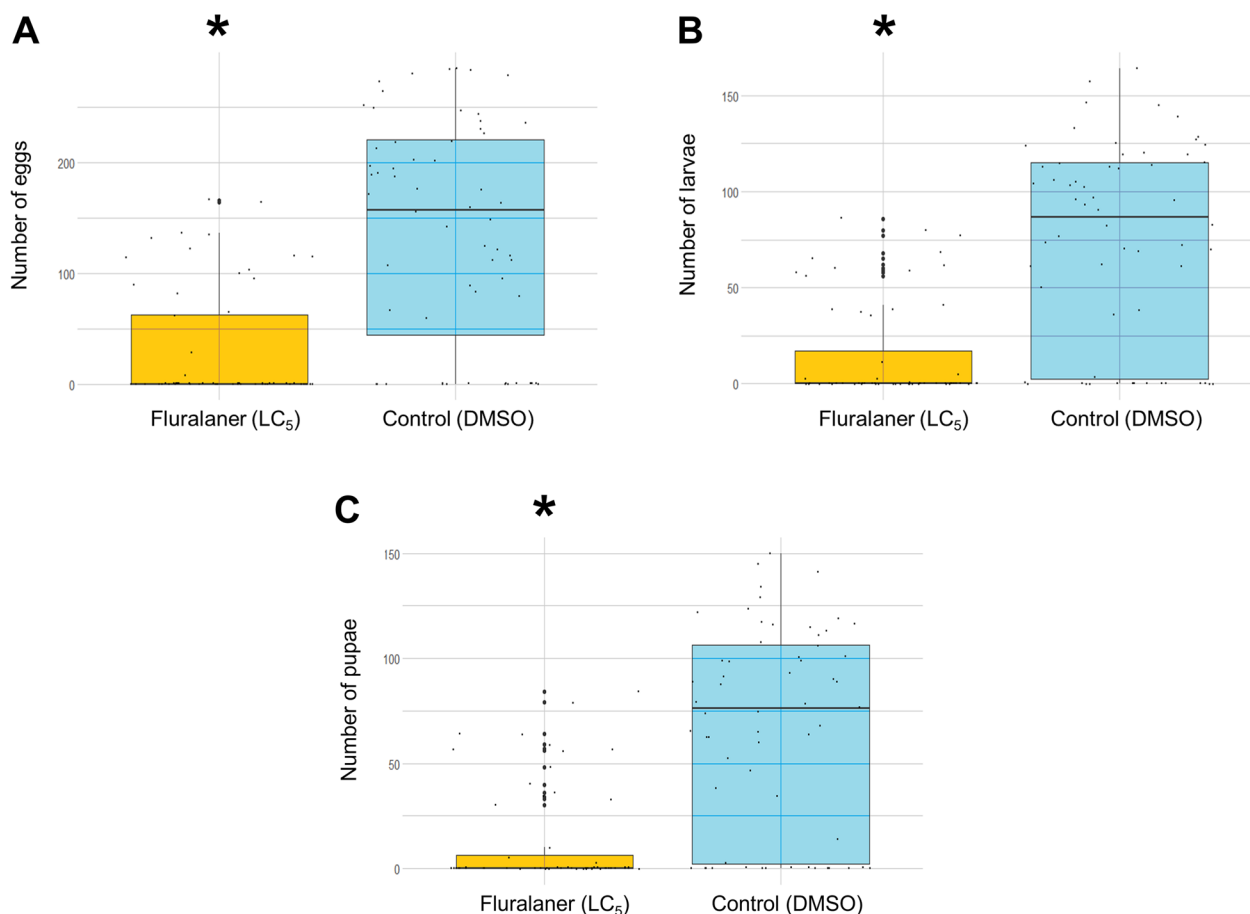 A
*
Number of eggs
200
100
0
Fluralaner (LC₅)
Control (DMSO)
B
*
Number of larvae
150
100
50
0
Fluralaner (LC₅)
Control (DMSO)
C
*
Number of pupae
150
100
50
0
Fluralaner (LC₅)
Control (DMSO)